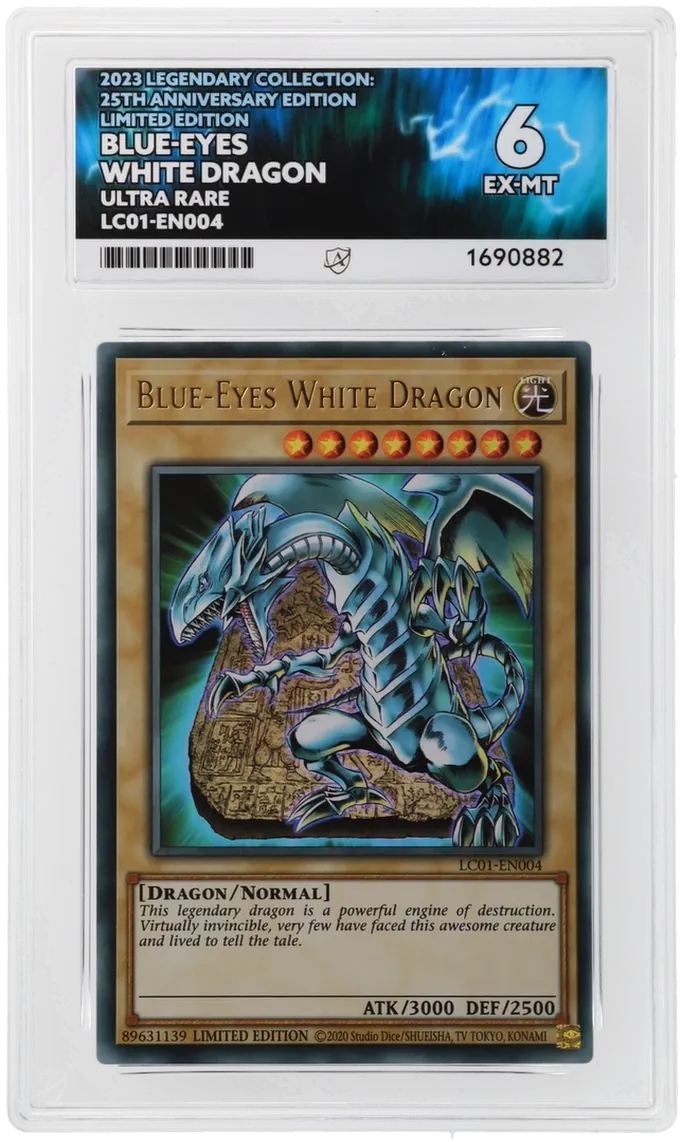 2023 LEGENDARY COLLECTION:
25TH ANNIVERSARY EDITION
LIMITED EDITION
BLUE-EYES
WHITE DRAGON
ULTRA RARE
LC01-EN004
6
EX-MT
1690882
BLUE-EYES WHITE DRAGON
LIGHT
光
LC01-EN004
[DRAGON/NORMAL]
This legendary dragon is a powerful engine of destruction.
Virtually invincible, very few have faced this awesome creature
and lived to tell the tale.
ATK/3000 DEF/2500
89631139 LIMITED EDITION ©2020 Studio Dice/SHUEISHA, TV TOKYO, KONAMI